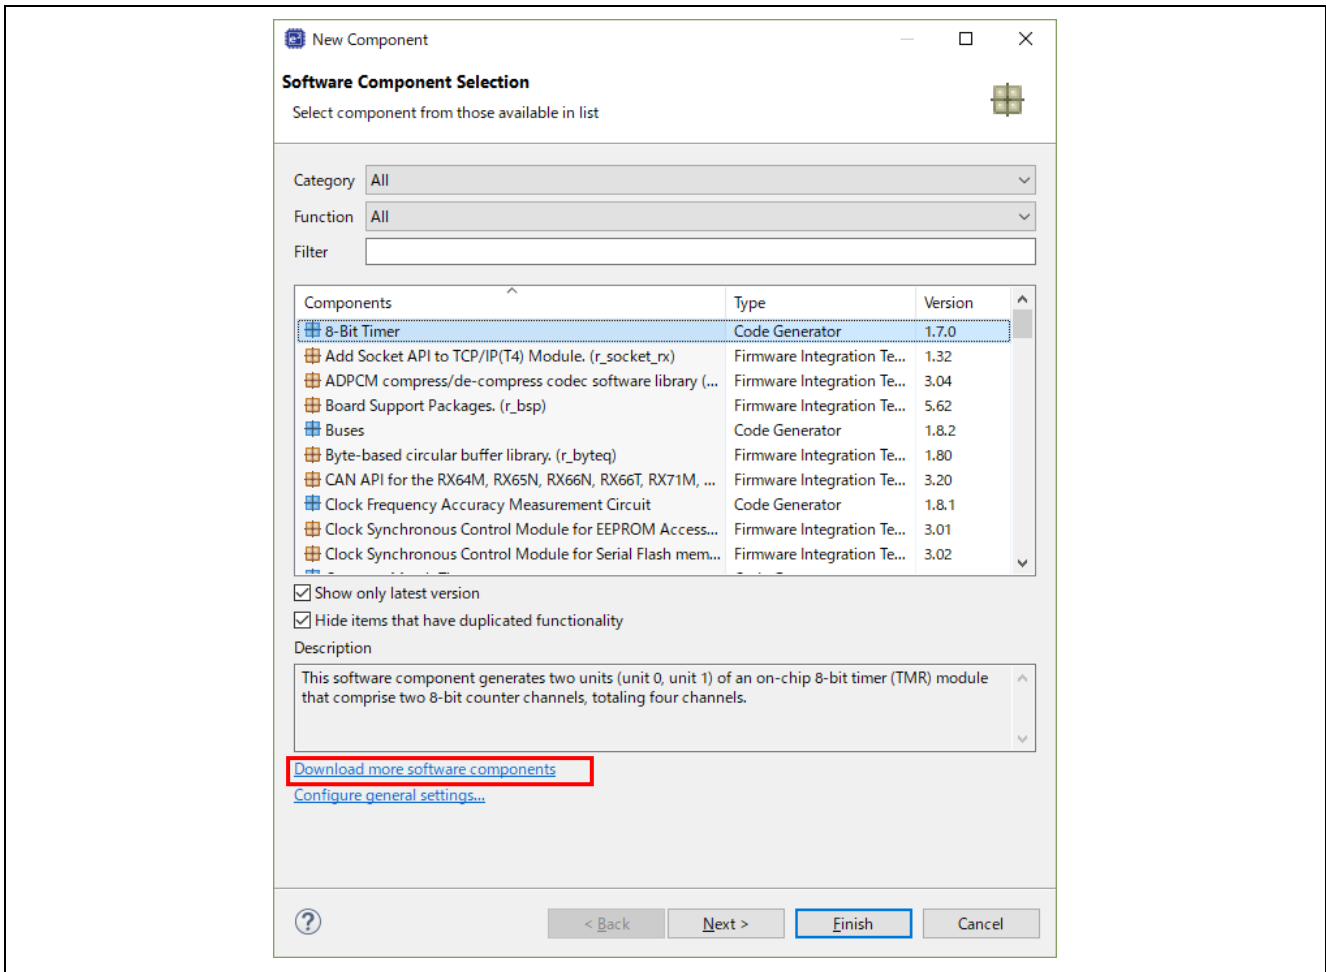 New Component
Software Component Selection
Select component from those available in list
Category All
Function All
Filter
Components Type Version
8-Bit Timer Code Generator 1.7.0
Add Socket API to TCP/IP(T4) Module. (r_socket_rx) Firmware Integration Te... 1.32
ADPCM compress/de-compress codec software library (... Firmware Integration Te... 3.04
Board Support Packages. (r_bsp) Firmware Integration Te... 5.62
Buses Code Generator 1.8.2
Byte-based circular buffer library. (r_byteq) Firmware Integration Te... 1.80
CAN API for the RX64M, RX65N, RX66N, RX66T, RX71M, ... Firmware Integration Te... 3.20
Clock Frequency Accuracy Measurement Circuit Code Generator 1.8.1
Clock Synchronous Control Module for EEPROM Access... Firmware Integration Te... 3.01
Clock Synchronous Control Module for Serial Flash mem... Firmware Integration Te... 3.02
Show only latest version
Hide items that have duplicated functionality
Description
This software component generates two units (unit 0, unit 1) of an on-chip 8-bit timer (TMR) module
that comprise two 8-bit counter channels, totaling four channels.
Download more software components
Configure general settings...
? < Back Next > Finish Cancel